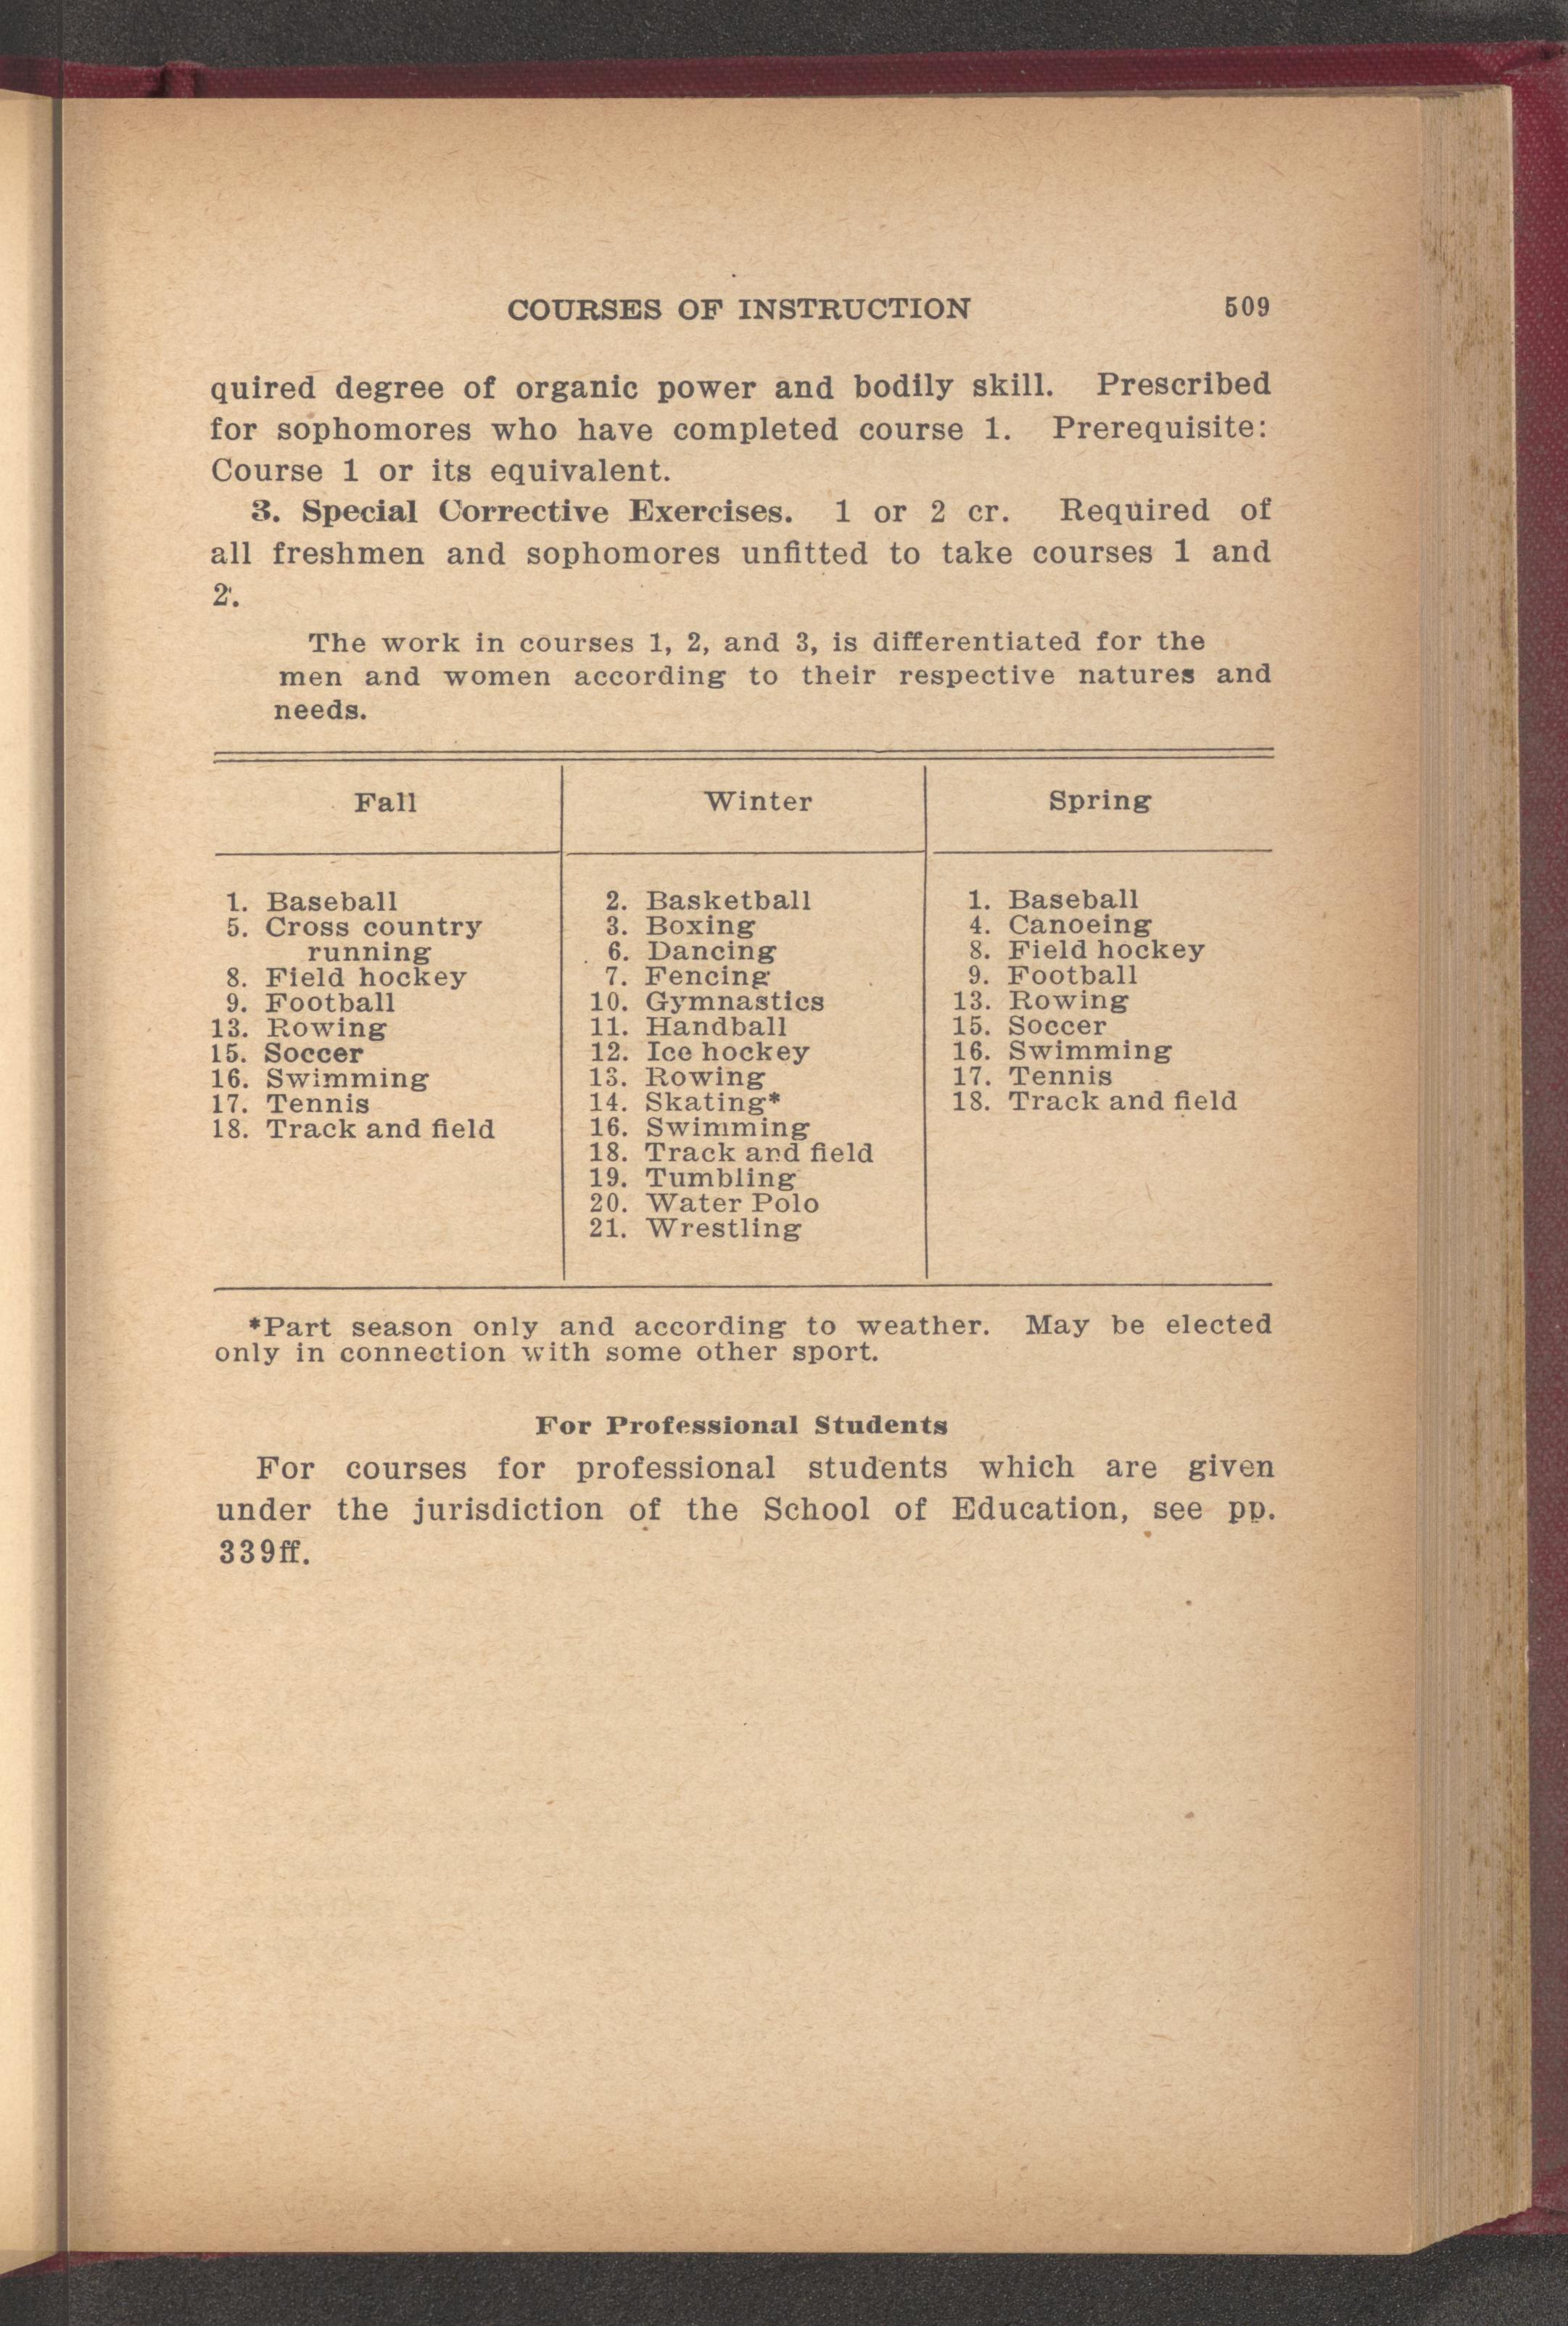 COURSES OF INSTRUCTION 509
quired degree of organic power and bodily skill. Prescribed
for sophomores who have completed course 1. Prerequisite:
Course 1 or its equivalent.
3. Special Corrective Exercises. 1 or 2 cr. Required of
all freshmen and sophomores unfitted to take courses 1 and
2.
The work in courses 1, 2, and 3, is differentiated for the
men and women according to their respective natures and
needs.
Fall
1. Baseball
5. Cross country
running
8. Field hockey
9. Football
13. Rowing
15. Soccer
16. Swimming
17. Tennis
18. Track and field
Winter
2. Basketball
3. Boxing
6. Dancing
7. Fencing
10. Gymnastics
11. Handball
12. Ice hockey
13. Rowing
14. Skating*
16. Swimming
18. Track and field
19. Tumbling
20. Water Polo
21. Wrestling
Spring
1. Baseball
4. Canoeing
8. Field hockey
9. Football
13. Rowing
15. Soccer
16. Swimming
17. Tennis
18. Track and field
*Part season only and according to weather. May be elected
only in connection with some other sport.
For Professional Students
For courses for professional students which are given
under the jurisdiction of the School of Education, see pp.
339ff.